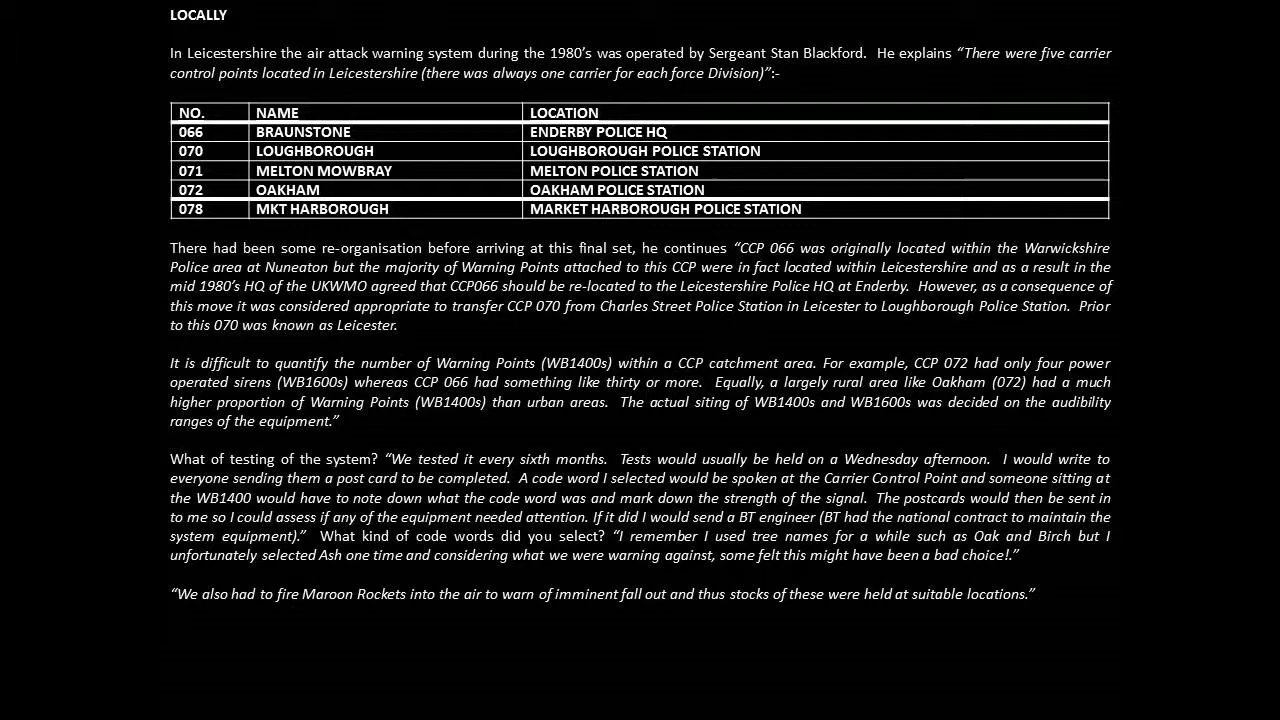 LOCALLY
In Leicestershire the air attack warning system during the 1980’s was operated by Sergeant Stan Blackford.  He explains “There were five carrier
control points located in Leicestershire (there was always one carrier for each force Division)”:-
NO. NAME LOCATION
066 BRAUNSTONE ENDERBY POLICE HQ
070 LOUGHBOROUGH LOUGHBOROUGH POLICE STATION
071 MELTON MOWBRAY MELTON POLICE STATION
072 OAKHAM OAKHAM POLICE STATION
078 MKT HARBOROUGH MARKET HARBOROUGH POLICE STATION
There had been some re-organisation before arriving at this final set, he continues “CCP 066 was originally located within the Warwickshire
Police area at Nuneaton but the majority of Warning Points attached to this CCP were in fact located within Leicestershire and as a result in the
mid 1980’s HQ of the UKWMO agreed that CCP066 should be re-located to the Leicestershire Police HQ at Enderby.  However, as a consequence of
this move it was considered appropriate to transfer CCP 070 from Charles Street Police Station in Leicester to Loughborough Police Station.  Prior
to this 070 was known as Leicester.
It is difficult to quantify the number of Warning Points (WB1400s) within a CCP catchment area. For example, CCP 072 had only four power
operated sirens (WB1600s) whereas CCP 066 had something like thirty or more.  Equally, a largely rural area like Oakham (072) had a much
higher proportion of Warning Points (WB1400s) than urban areas.  The actual siting of WB1400s and WB1600s was decided on the audibility
ranges of the equipment.”
What of testing of the system? “We tested it every sixth months.  Tests would usually be held on a Wednesday afternoon.  I would write to
everyone sending them a post card to be completed.  A code word I selected would be spoken at the Carrier Control Point and someone sitting at
the WB1400 would have to note down what the code word was and mark down the strength of the signal.  The postcards would then be sent in
to me so I could assess if any of the equipment needed attention. If it did I would send a BT engineer (BT had the national contract to maintain the
system equipment).”  What kind of code words did you select? “I remember I used tree names for a while such as Oak and Birch but I
unfortunately selected Ash one time and considering what we were warning against, some felt this might have been a bad choice!.”
“We also had to fire Maroon Rockets into the air to warn of imminent fall out and thus stocks of these were held at suitable locations.”